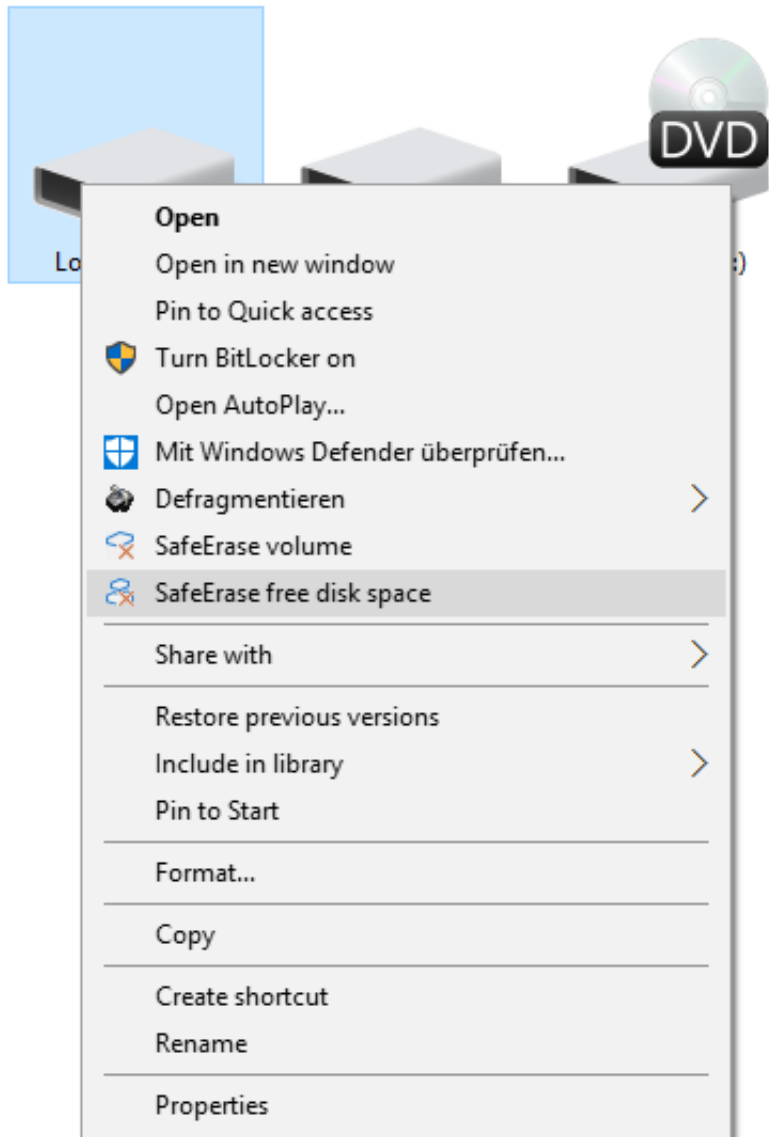 DVD
Lo
:)
Open
Open in new window
Pin to Quick access
Turn BitLocker on
Open AutoPlay...
Mit Windows Defender überprüfen...
Defragmentieren
SafeErase volume
SafeErase free disk space
Share with
Restore previous versions
Include in library
Pin to Start
Format...
Copy
Create shortcut
Rename
Properties